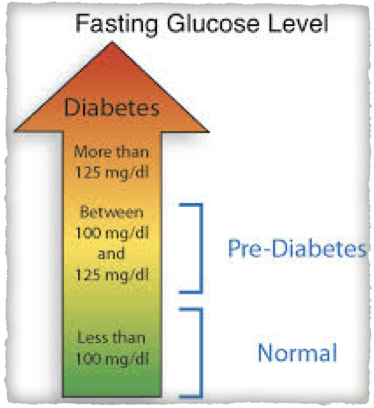 Fasting Glucose Level
Diabetes
More than
125 mg/dl
Between
100 mg/dl
and
125 mg/dl
Pre-Diabetes
Less than
100 mg/dl
Normal